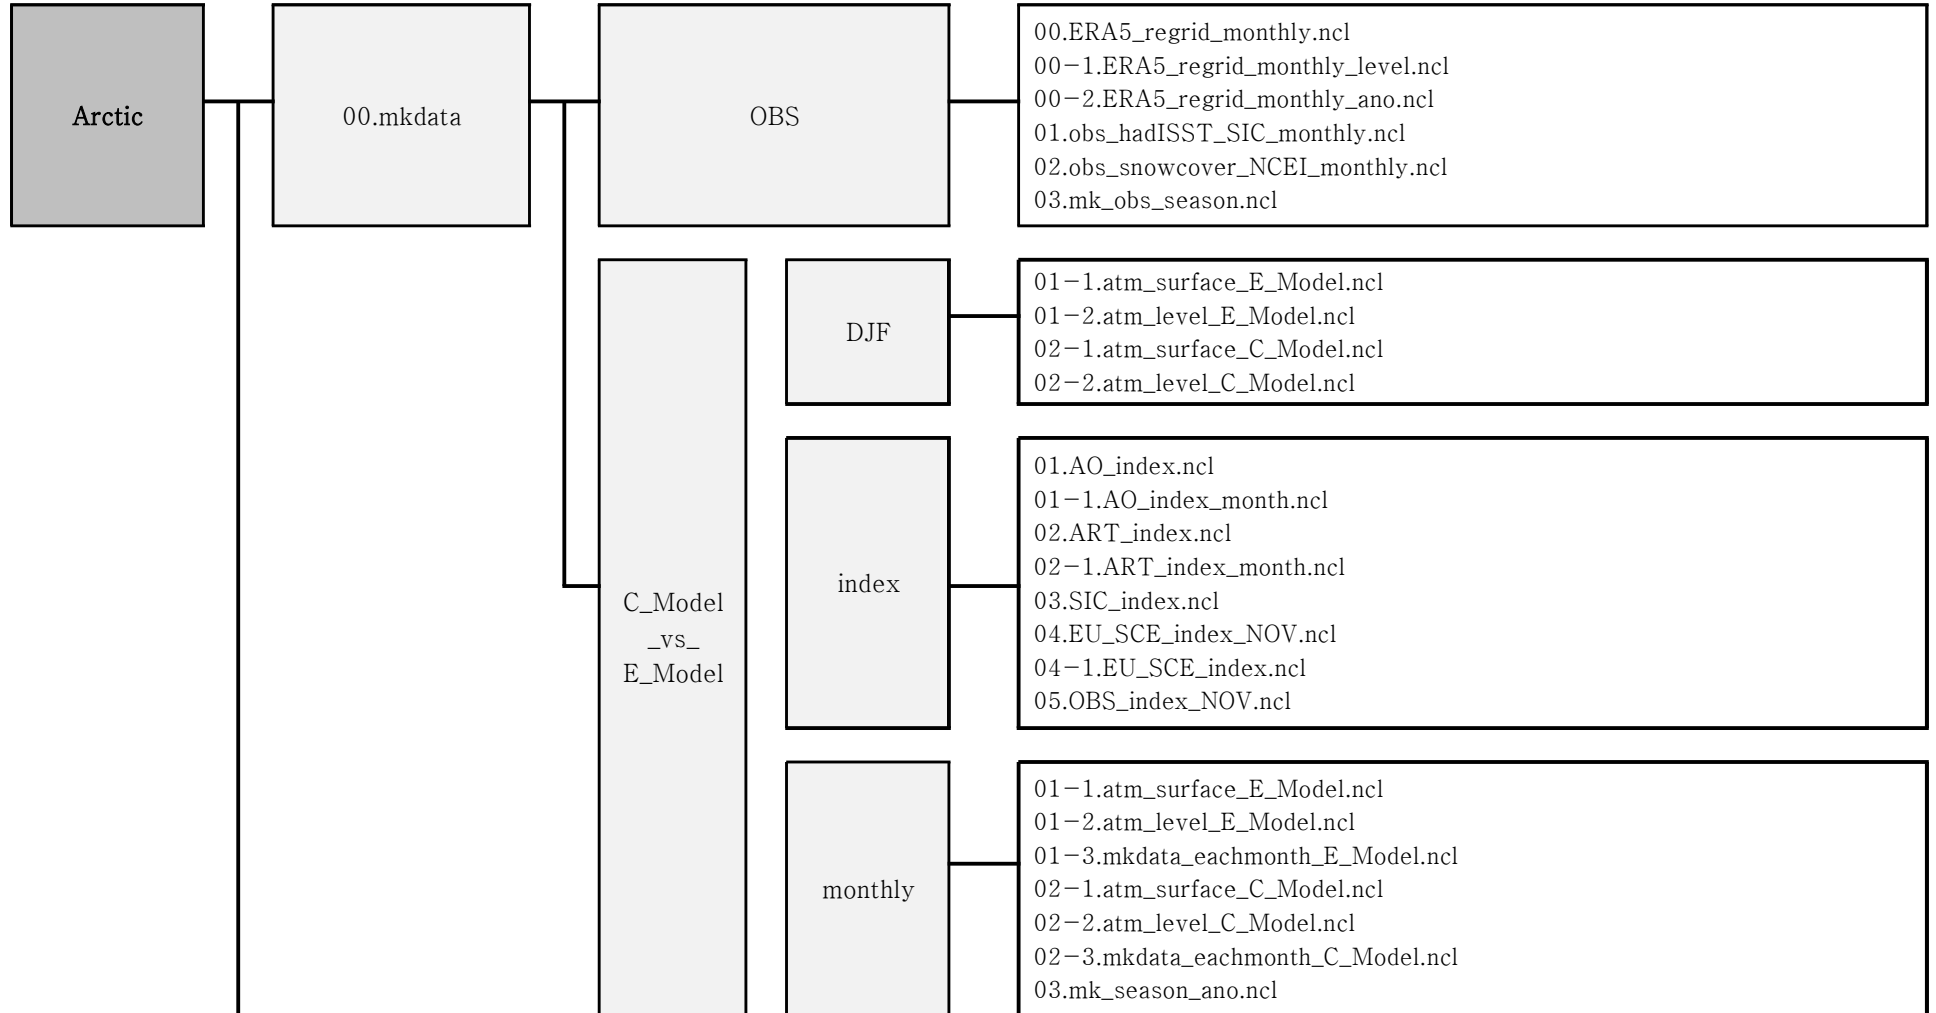 Arctic
00.mkdata
OBS
00.ERA5_regrid_monthly.ncl
00-1.ERA5_regrid_monthly_level.ncl
00-2.ERA5_regrid_monthly_ano.ncl
01.obs_hadISST_SIC_monthly.ncl
02.obs_snowcover_NCEI_monthly.ncl
03.mk_obs_season.ncl
C_Model
_vs_
E_Model
DJF
01-1.atm_surface_E_Model.ncl
01-2.atm_level_E_Model.ncl
02-1.atm_surface_C_Model.ncl
02-2.atm_level_C_Model.ncl
index
01.AO_index.ncl
01-1.AO_index_month.ncl
02.ART_index.ncl
02-1.ART_index_month.ncl
03.SIC_index.ncl
04.EU_SCE_index_NOV.ncl
04-1.EU_SCE_index.ncl
05.OBS_index_NOV.ncl
monthly
01-1.atm_surface_E_Model.ncl
01-2.atm_level_E_Model.ncl
01-3.mkdata_eachmonth_E_Model.ncl
02-1.atm_surface_C_Model.ncl
02-2.atm_level_C_Model.ncl
02-3.mkdata_eachmonth_C_Model.ncl
03.mk_season_ano.ncl